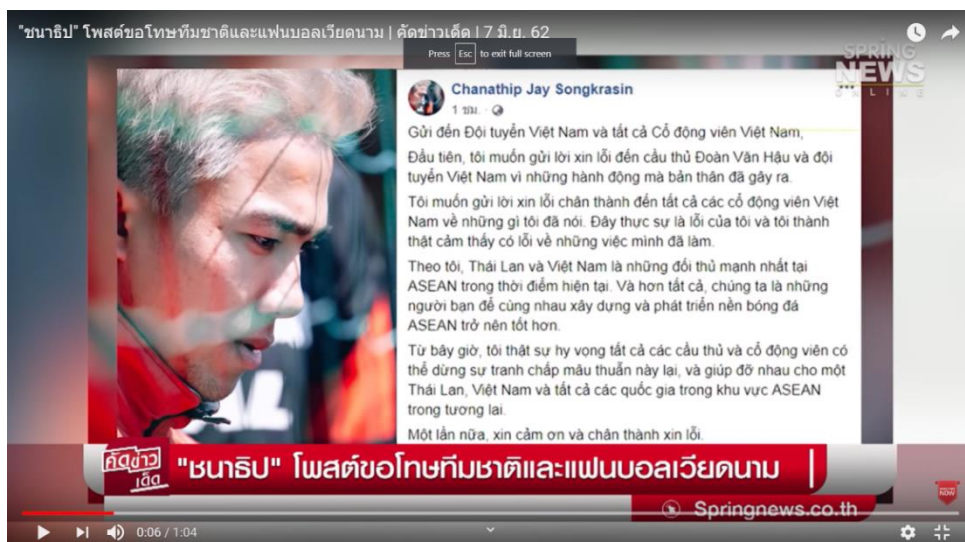 "ชนาธิป" โพสต์ขอโทษทีมชาติและแฟนบอลเวียดนาม | คัดข่าวเด็ด | 7 มิ.ย. 62
Press Esc to exit full screen
SPRING
NEWS
ONLINE
Chanathip Jay Songkrasin
1 ชม.
Gửi đến Đội tuyển Việt Nam và tất cả Cổ động viên Việt Nam,
Đầu tiên, tôi muốn gửi lời xin lỗi đến cầu thủ Đoàn Văn Hậu và đội
tuyển Việt Nam vì những hành động mà bản thân đã gây ra.
Tôi muốn gửi lời xin lỗi chân thành đến tất cả các cổ động viên Việt
Nam về những gì tôi đã nói. Đây thực sự là lỗi của tôi và tôi thành
thật cảm thấy có lỗi về những việc mình đã làm.
Theo tôi, Thái Lan và Việt Nam là những đối thủ mạnh nhất tại
ASEAN trong thời điểm hiện tại. Và hơn tất cả, chúng ta là những
người bạn để cùng nhau xây dựng và phát triển nền bóng đá
ASEAN trở nên tốt hơn.
Từ bây giờ, tôi thật sự hy vọng tất cả các cầu thủ và cổ động viên có
thể dừng sự tranh chấp mâu thuẫn này lại, và giúp đỡ nhau cho một
Thái Lan, Việt Nam và tất cả các quốc gia trong khu vực ASEAN
trong tương lai.
Một lần nữa, xin cảm ơn và chân thành xin lỗi.
คัดข่าว
เด็ด
"ชนาธิป" โพสต์ขอโทษทีมชาติและแฟนบอลเวียดนาม
Springnews.co.th
0:06 / 1:04